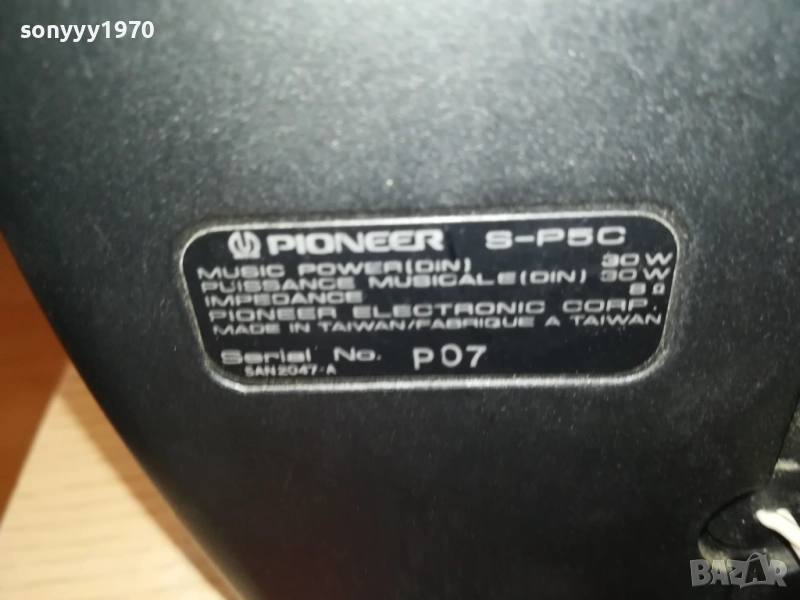 sonyyy1970
PIONEER S-P5C
MUSIC POWER(DIN) 30 W
PUISSANCE MUSICALE(DIN) 30 W
IMPEDANCE 8 Ω
PIONEER ELECTRONIC CORP.
MADE IN TAIWAN/FABRIQUE A TAIWAN
Serial No. P07
SAN2047-A
BAZAR